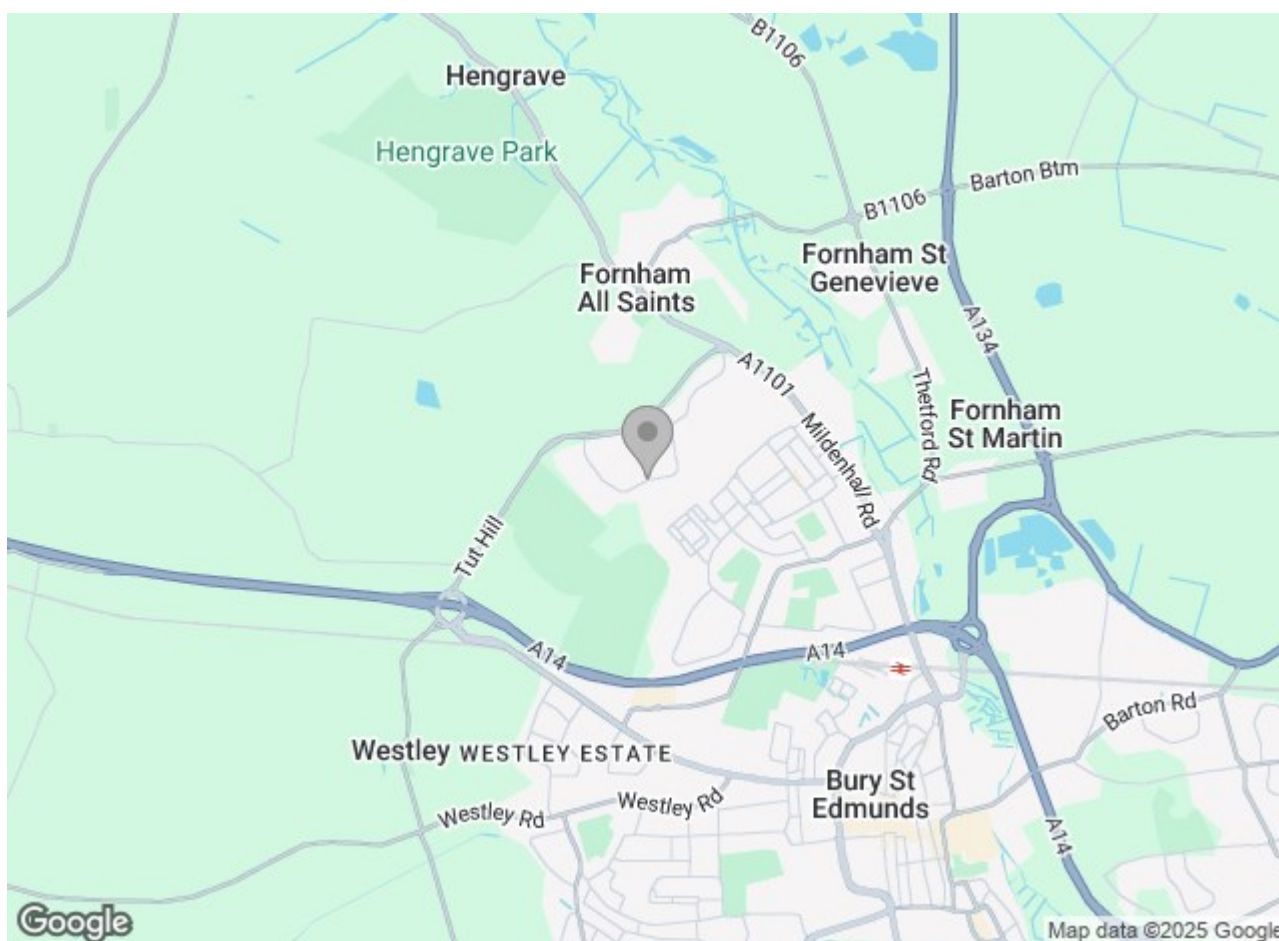 B1106
Hengrave
Hengrave Park
Barton Btm
B1106
Fornham St
Genevieve
Fornham
All Saints
A134
A1101
Thetford Rd
Fornham
St Martin
Mildenhall Rd
Tut Hill
A14
A14
Barton Rd
Westley
WESTLEY ESTATE
Bury St
Edmunds
Westley Rd
Westley Rd
A14
Google
Map data ©2025 Google